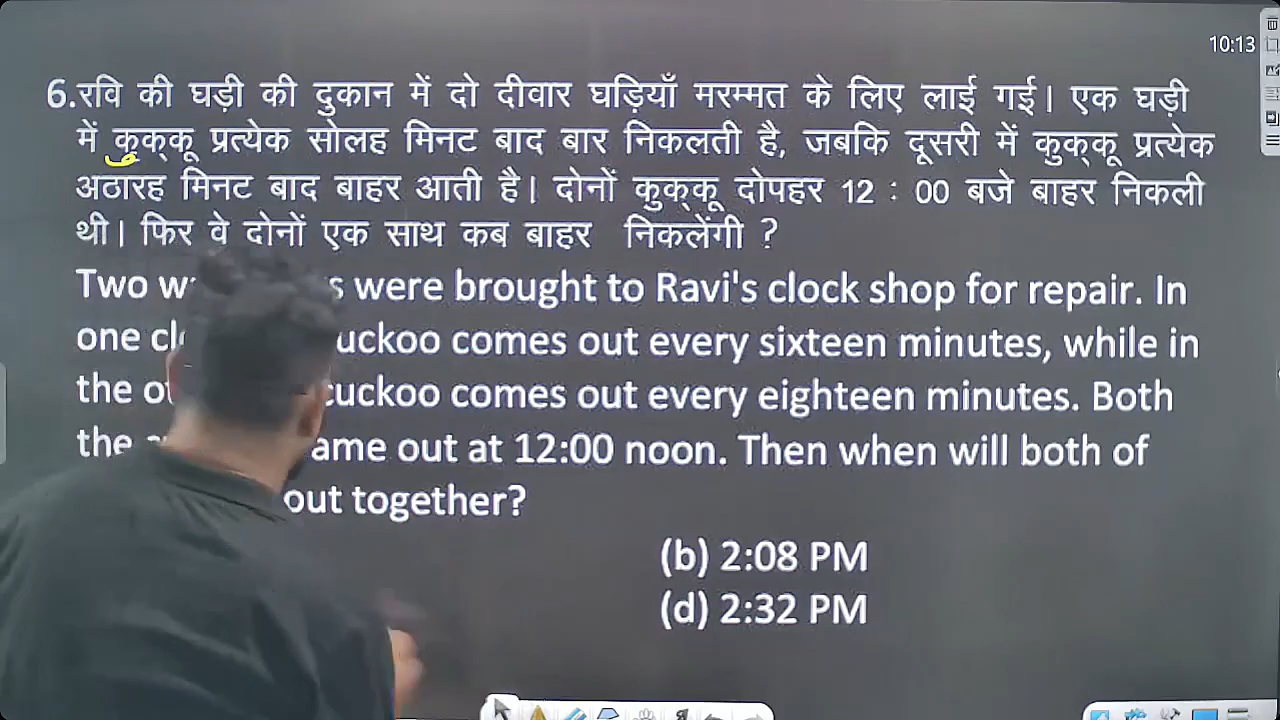 10:13
6.रवि की घड़ी की दुकान में दो दीवार घड़ियाँ मरम्मत के लिए लाई गई। एक घड़ी
में कुक्कू प्रत्येक सोलह मिनट बाद बार निकलती है, जबकि दूसरी में कुक्कू प्रत्येक
अठारह मिनट बाद बाहर आती है। दोनों कुक्कू दोपहर 12 : 00 बजे बाहर निकली
थी। फिर वे दोनों एक साथ कब बाहर निकलेंगी ?
Two were brought to Ravi's clock shop for repair. In
one comes out every sixteen minutes, while in
the cuckoo comes out every eighteen minutes. Both
the out at 12:00 noon. Then when will both of
out together?
(b) 2:08 PM
(d) 2:32 PM